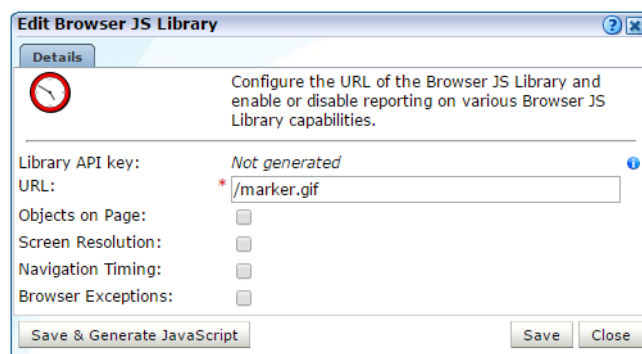 Edit Browser JS Library
Details
Configure the URL of the Browser JS Library and
enable or disable reporting on various Browser JS
Library capabilities.
Library API key: Not generated
URL: * /marker.gif
Objects on Page:
Screen Resolution:
Navigation Timing:
Browser Exceptions:
Save & Generate JavaScript Save Close